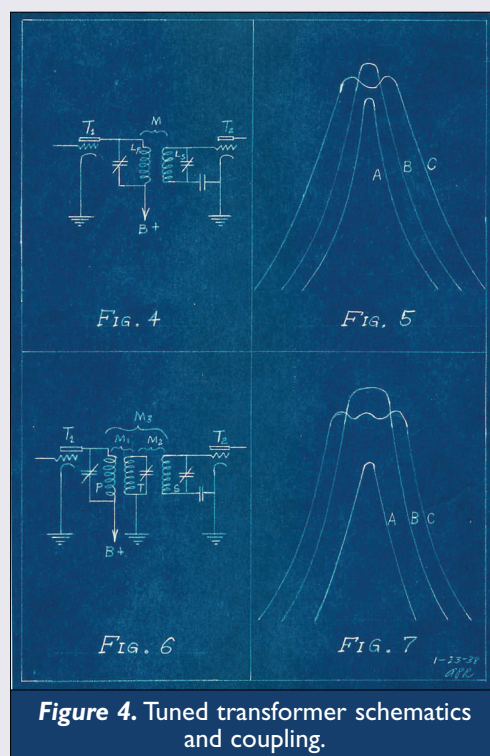 M
T₁
T₂
Lₚ
Lₛ
B+
FIG. 4
A
B
C
FIG. 5
M₃
M₁
M₂
T₁
T₂
P
T
S
B+
FIG. 6
A
B
C
FIG. 7
1-23-38
Figure 4. Tuned transformer schematics
and coupling.